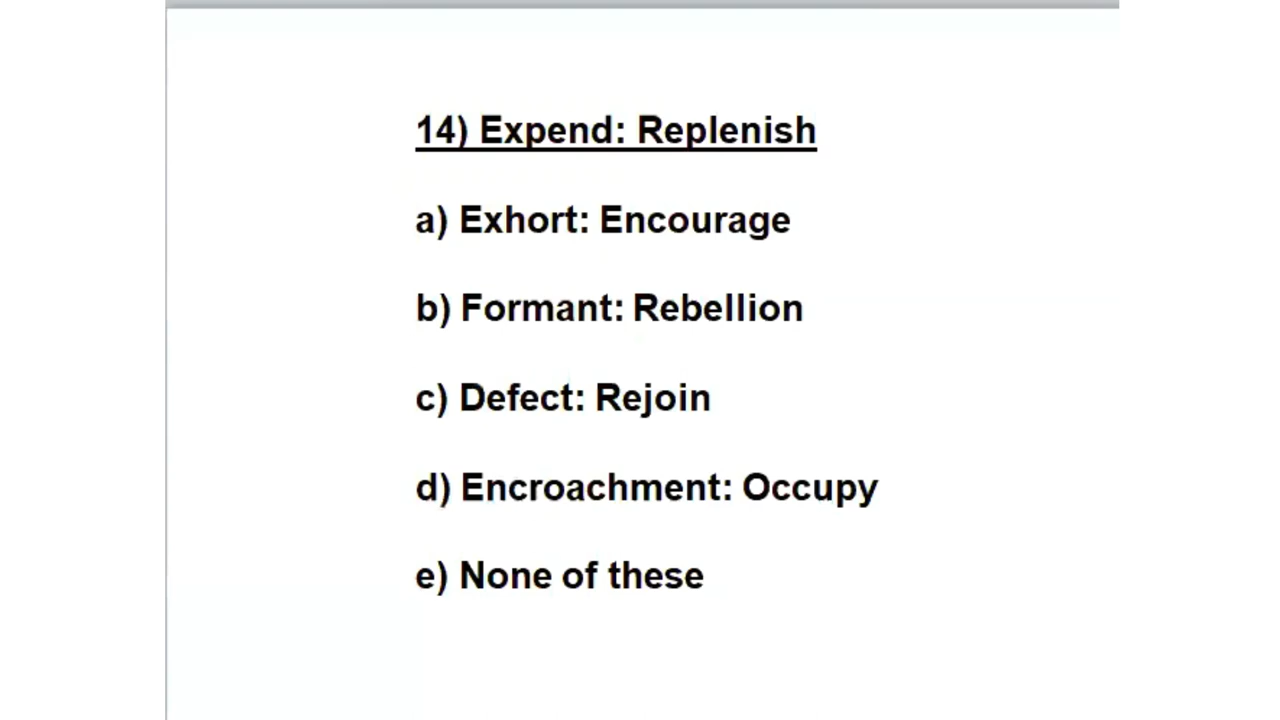 14) Expend: Replenish
a) Exhort: Encourage
b) Formant: Rebellion
c) Defect: Rejoin
d) Encroachment: Occupy
e) None of these